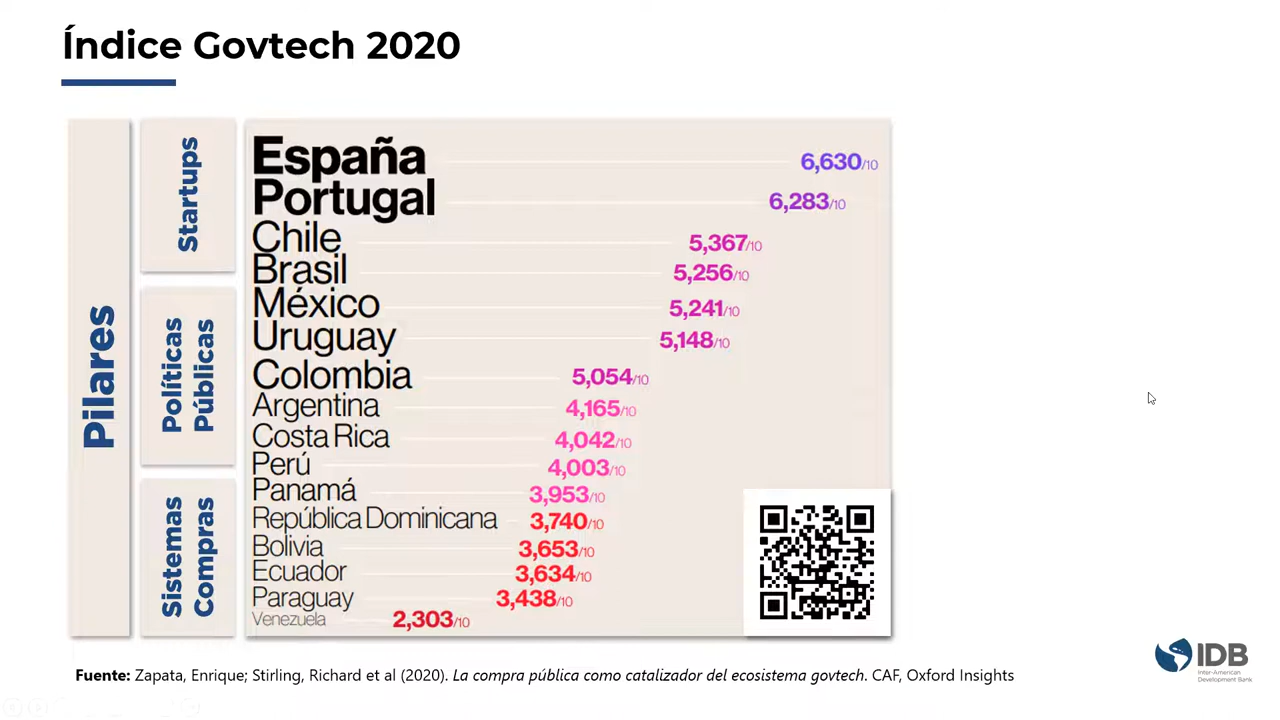 Índice Govtech 2020
Pilares
Startups
Políticas
Públicas
Sistemas
Compras
España 6,630/10
Portugal 6,283/10
Chile 5,367/10
Brasil 5,256/10
México 5,241/10
Uruguay 5,148/10
Colombia 5,054/10
Argentina 4,165/10
Costa Rica 4,042/10
Perú 4,003/10
Panamá 3,953/10
República Dominicana 3,740/10
Bolivia 3,653/10
Ecuador 3,634/10
Paraguay 3,438/10
Venezuela 2,303/10
Fuente: Zapata, Enrique; Stirling, Richard et al (2020). La compra pública como catalizador del ecosistema govtech. CAF, Oxford Insights
IDB
Inter-American
Development Bank